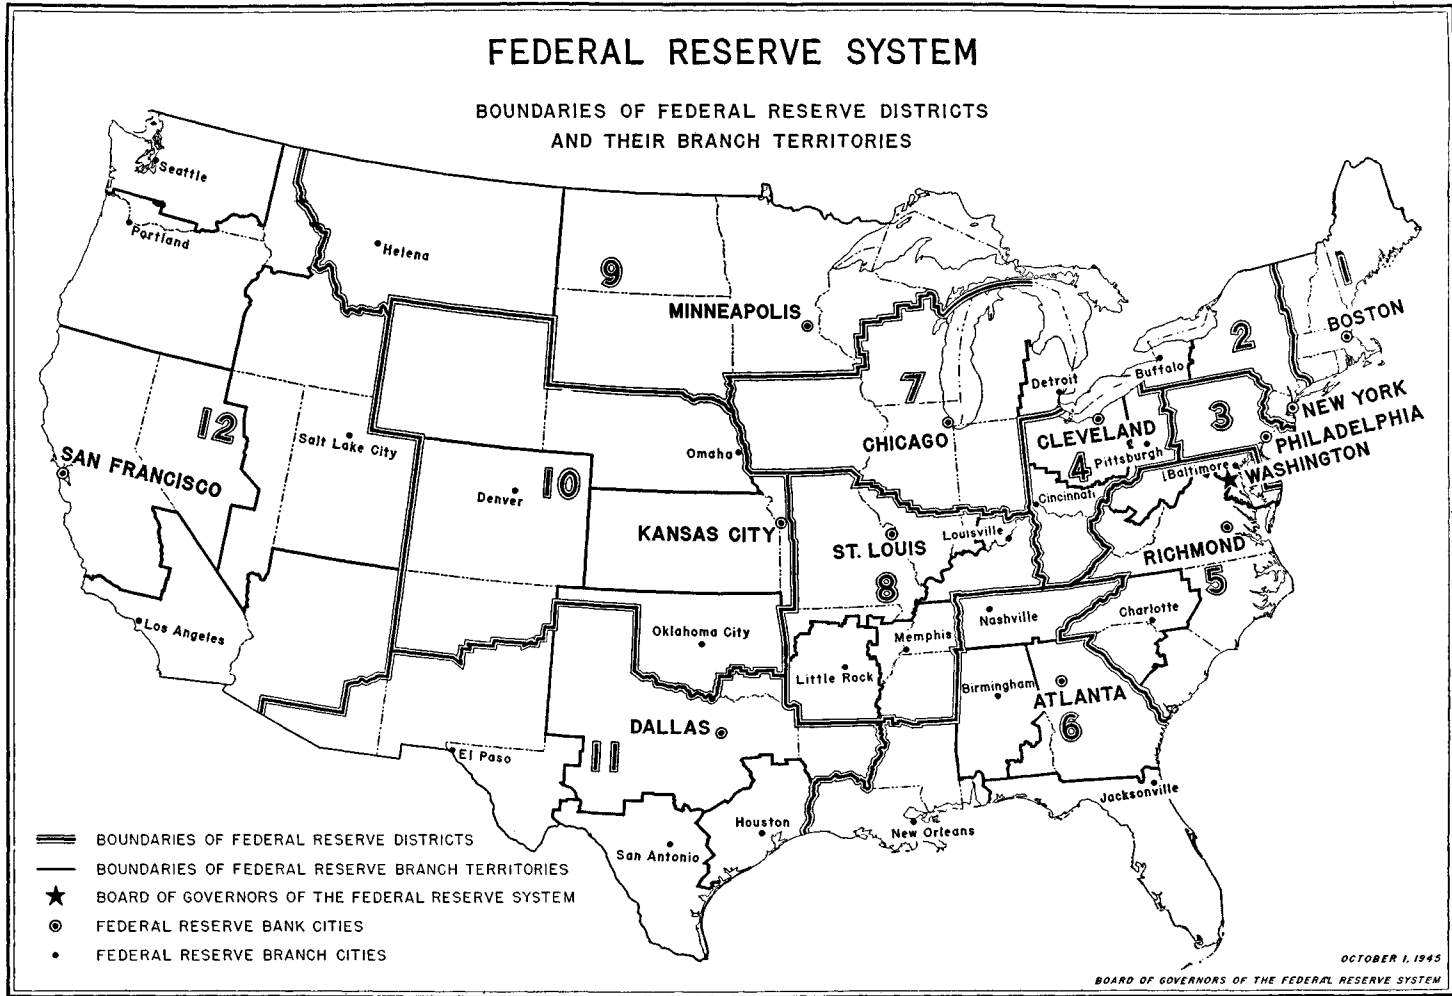 FEDERAL RESERVE SYSTEM
BOUNDARIES OF FEDERAL RESERVE DISTRICTS
AND THEIR BRANCH TERRITORIES
Seattle
Portland
Helena
9
MINNEAPOLIS
1
BOSTON
2
Buffalo
7
Detroit
CHICAGO
CLEVELAND
4
Pittsburgh
3
NEW YORK
PHILADELPHIA
WASHINGTON
Baltimore
12
SAN FRANCISCO
Salt Lake City
Omaha
Denver
10
KANSAS CITY
Cincinnati
ST. LOUIS
8
Louisville
RICHMOND
5
Los Angeles
Oklahoma City
Memphis
Nashville
Charlotte
Little Rock
Birmingham
ATLANTA
6
DALLAS
11
El Paso
Houston
San Antonio
New Orleans
Jacksonville
BOUNDARIES OF FEDERAL RESERVE DISTRICTS
BOUNDARIES OF FEDERAL RESERVE BRANCH TERRITORIES
BOARD OF GOVERNORS OF THE FEDERAL RESERVE SYSTEM
FEDERAL RESERVE BANK CITIES
FEDERAL RESERVE BRANCH CITIES
OCTOBER 1, 1945
BOARD OF GOVERNORS OF THE FEDERAL RESERVE SYSTEM